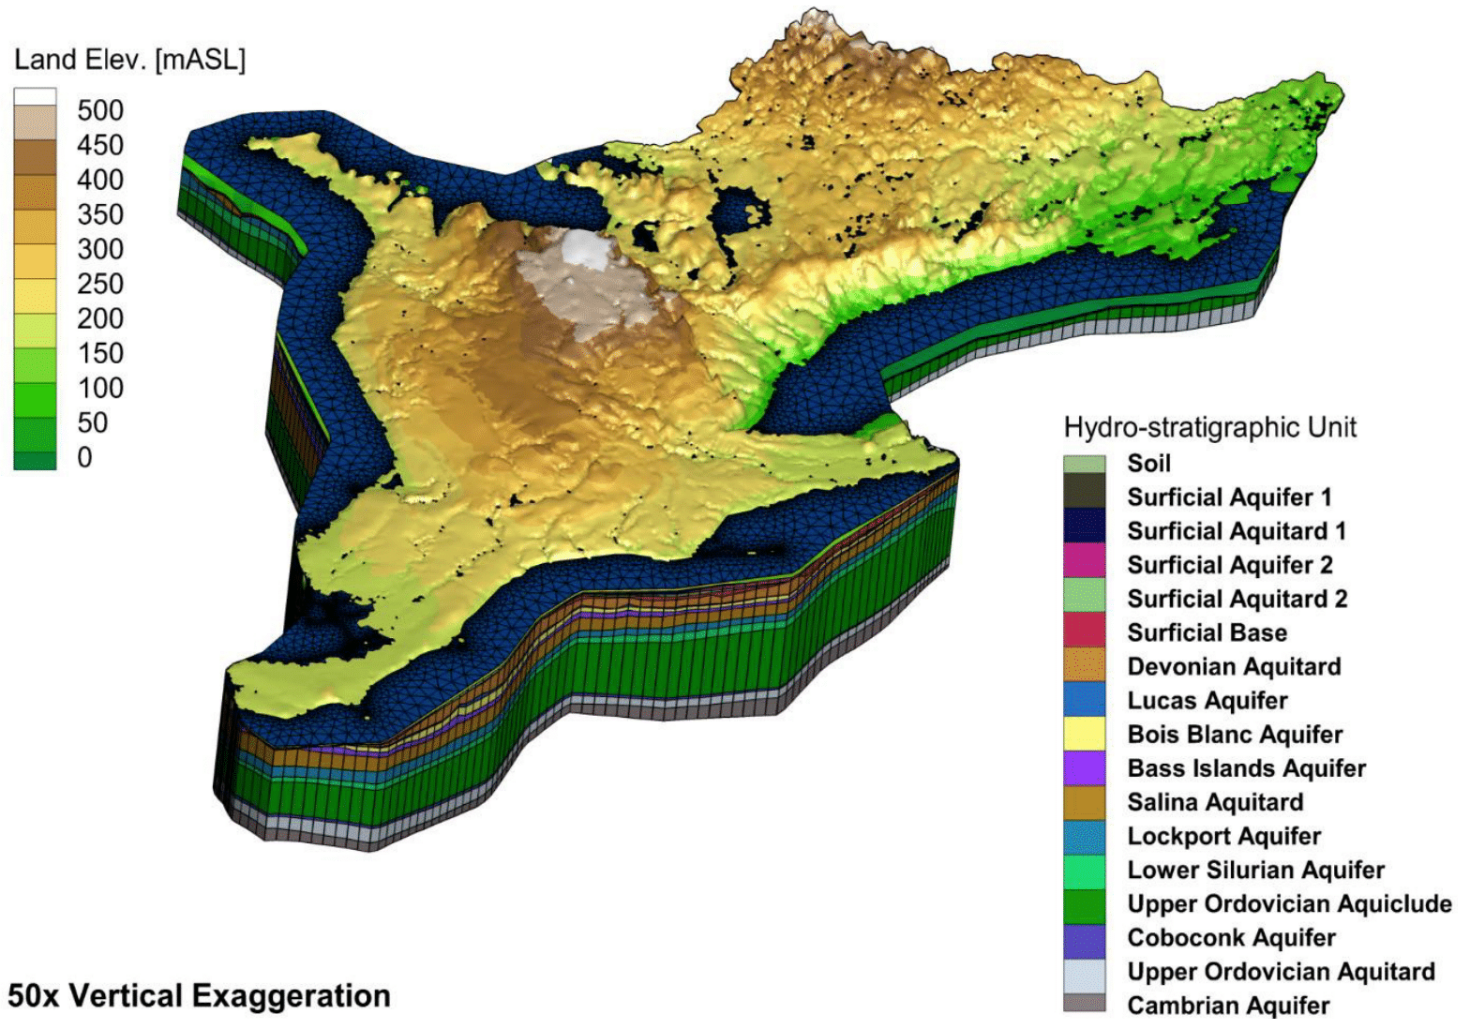 Land Elev. [mASL]
500
450
400
350
300
250
200
150
100
50
0
Hydro-stratigraphic Unit
Soil
Surficial Aquifer 1
Surficial Aquitard 1
Surficial Aquifer 2
Surficial Aquitard 2
Surficial Base
Devonian Aquitard
Lucas Aquifer
Bois Blanc Aquifer
Bass Islands Aquifer
Salina Aquitard
Lockport Aquifer
Lower Silurian Aquifer
Upper Ordovician Aquiclude
Coboconk Aquifer
Upper Ordovician Aquitard
Cambrian Aquifer
50x Vertical Exaggeration